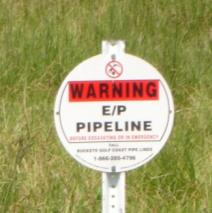 WARNING
E/P
PIPELINE
BEFORE EXCAVATING OR IN EMERGENCY
CALL
BUCKEYE GULF COAST PIPE LINES
1-866-285-4796